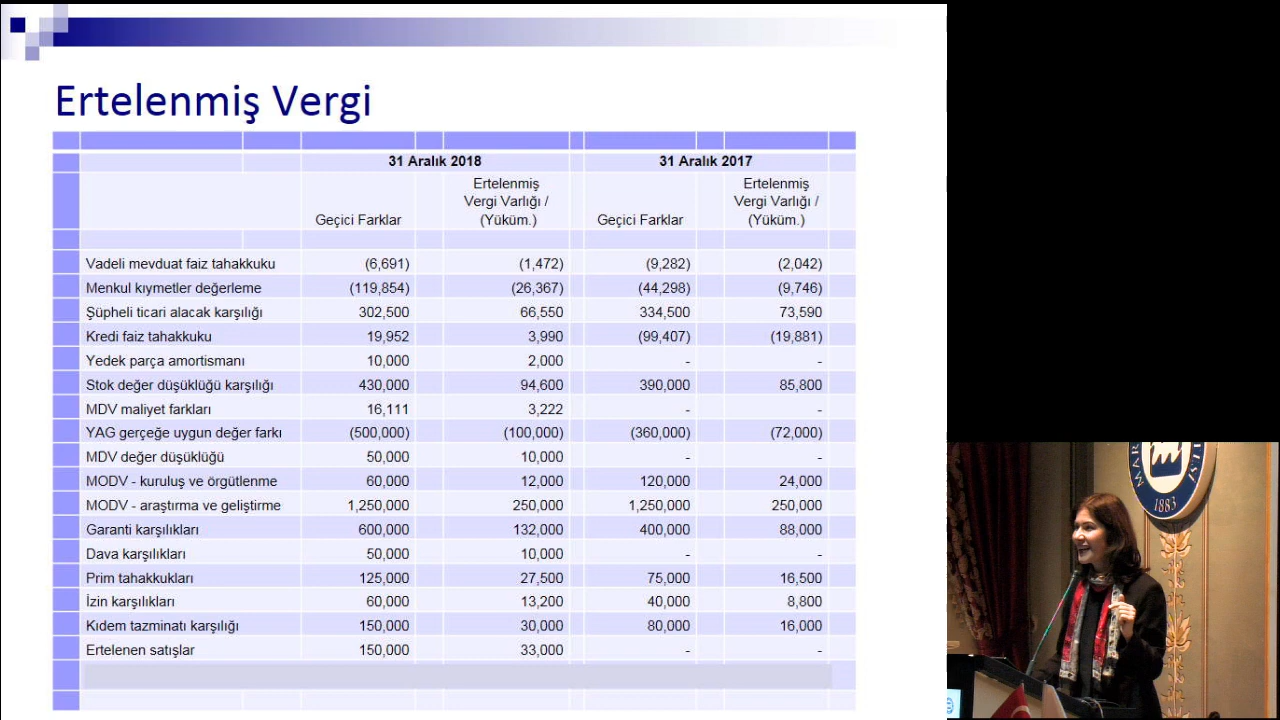 Ertelenmiş Vergi
31 Aralık 2018 31 Aralık 2017
Geçici Farklar Ertelenmiş Vergi Varlığı / (Yüküm.) Geçici Farklar Ertelenmiş Vergi Varlığı / (Yüküm.)
Vadeli mevduat faiz tahakkuku (6,691) (1,472) (9,282) (2,042)
Menkul kıymetler değerleme (119,854) (26,367) (44,298) (9,746)
Şüpheli ticari alacak karşılığı 302,500 66,550 334,500 73,590
Kredi faiz tahakkuku 19,952 3,990 (99,407) (19,881)
Yedek parça amortismanı 10,000 2,000 - -
Stok değer düşüklüğü karşılığı 430,000 94,600 390,000 85,800
MDV maliyet farkları 16,111 3,222 - -
YAG gerçeğe uygun değer farkı (500,000) (100,000) (360,000) (72,000)
MDV değer düşüklüğü 50,000 10,000 - -
MODV - kuruluş ve örgütlenme 60,000 12,000 120,000 24,000
MODV - araştırma ve geliştirme 1,250,000 250,000 1,250,000 250,000
Garanti karşılıkları 600,000 132,000 400,000 88,000
Dava karşılıkları 50,000 10,000 - -
Prim tahakkukları 125,000 27,500 75,000 16,500
İzin karşılıkları 60,000 13,200 40,000 8,800
Kıdem tazminatı karşılığı 150,000 30,000 80,000 16,000
Ertelenen satışlar 150,000 33,000 - -
1883